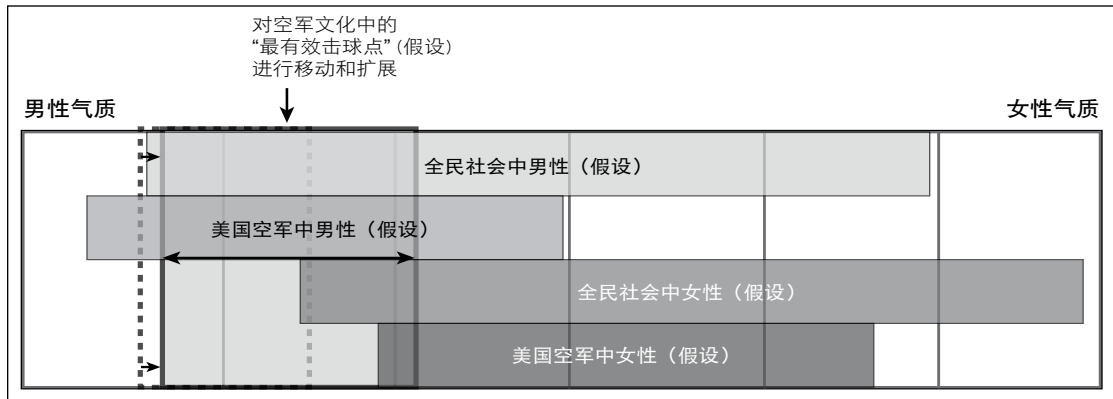 对空军文化中的
“最有效击球点”(假设)
进行移动和扩展
男性气质
女性气质
全民社会中男性（假设）
美国空军中男性（假设）
全民社会中女性（假设）
美国空军中女性（假设）